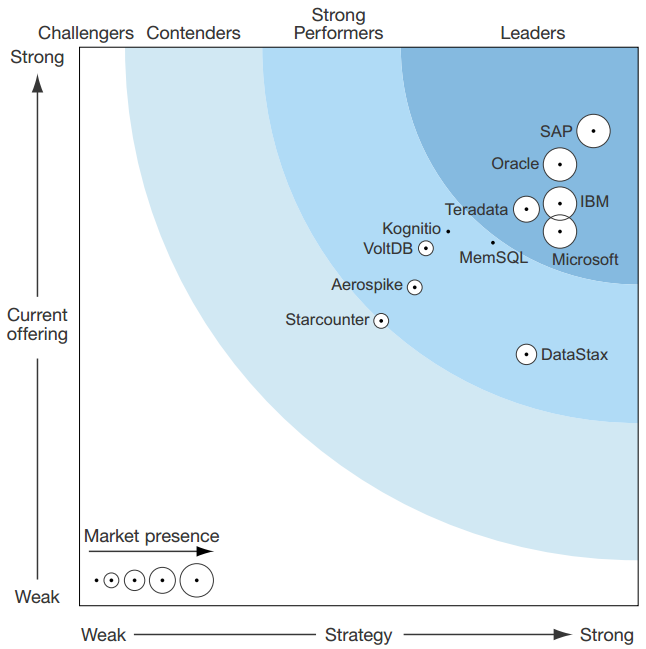 Strong
Challengers Contenders Performers Leaders
Strong
SAP
Oracle
IBM
Teradata
Kognitio
VoltDB
MemSQL
Microsoft
Aerospike
Starcounter
Current
offering
DataStax
Market presence
Weak
Weak Strategy Strong